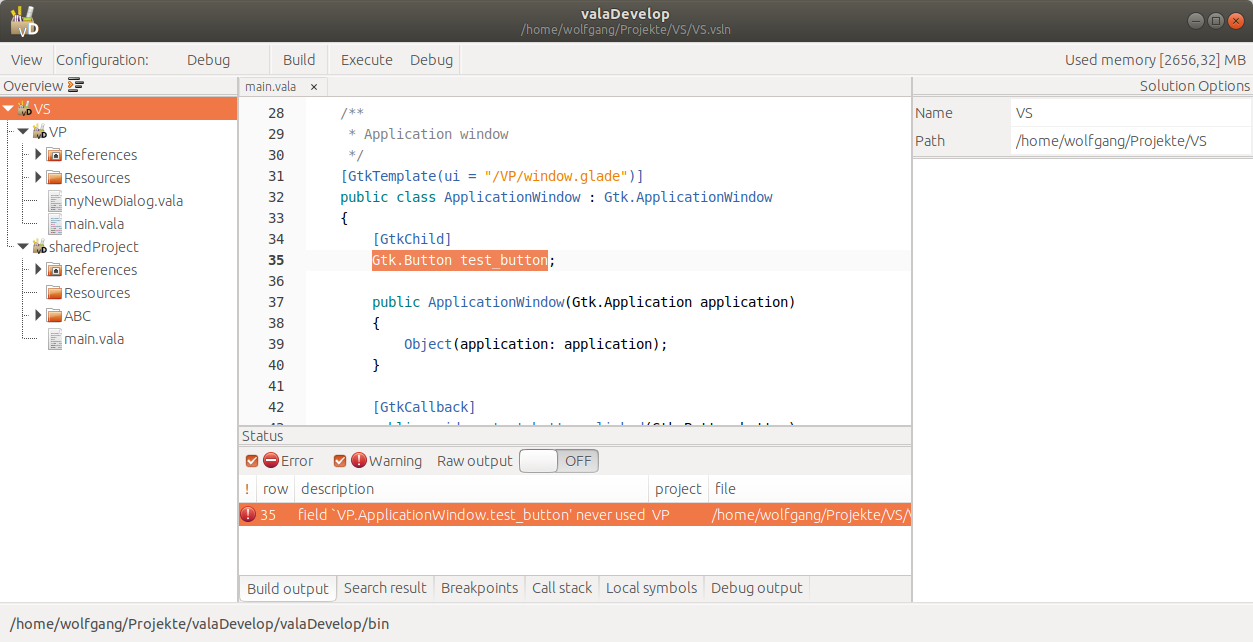 valaDevelop
/home/wolfgang/Projekte/VS/VS.vsln
View Configuration: Debug Build Execute Debug Used memory [2656,32] MB
Overview
VS
VP
References
Resources
myNewDialog.vala
main.vala
sharedProject
References
Resources
ABC
main.vala
main.vala ×
28 /**
29 * Application window
30 */
31 [GtkTemplate(ui = "/VP/window.glade")]
32 public class ApplicationWindow : Gtk.ApplicationWindow
33 {
34 [GtkChild]
35 Gtk.Button test_button;
36
37 public ApplicationWindow(Gtk.Application application)
38 {
39 Object(application: application);
40 }
41
42 [GtkCallback]
Solution Options
Name VS
Path /home/wolfgang/Projekte/VS
Status
Error Warning Raw output OFF
! row description project file
35 field `VP.ApplicationWindow.test_button' never used VP /home/wolfgang/Projekte/VS/
Build output Search result Breakpoints Call stack Local symbols Debug output
/home/wolfgang/Projekte/valaDevelop/valaDevelop/bin